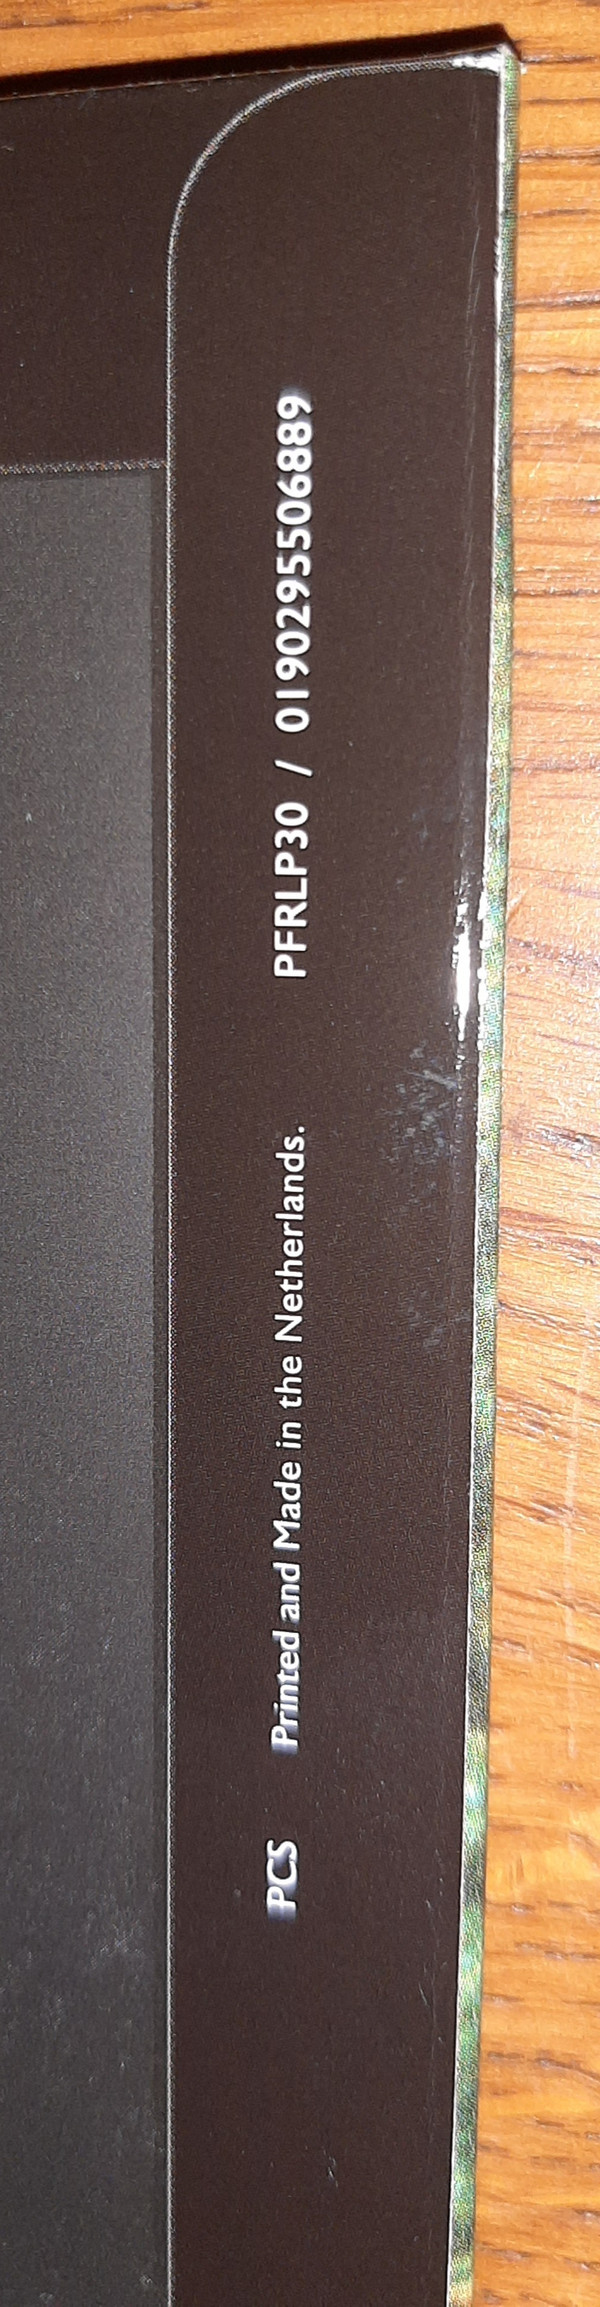 PCS Printed and Made in the Netherlands. PFRLP30 / 0190295506889